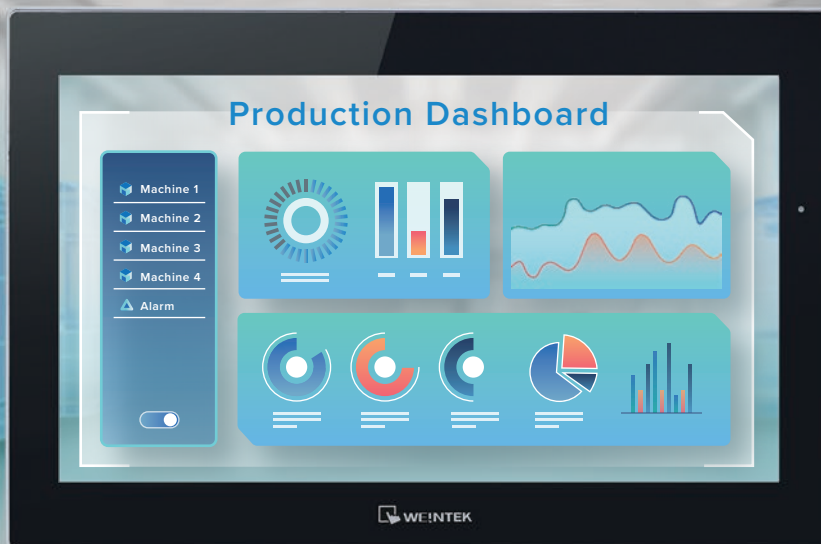 Production Dashboard
Machine 1
Machine 2
Machine 3
Machine 4
Alarm
WEINTEK